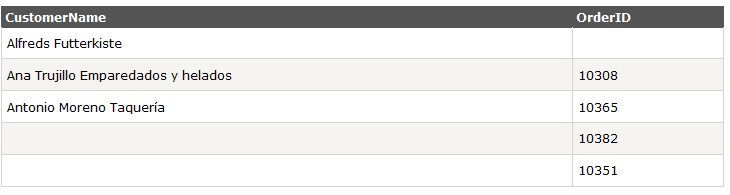 CustomerName OrderID
Alfreds Futterkiste
Ana Trujillo Emparedados y helados 10308
Antonio Moreno Taquería 10365
10382
10351